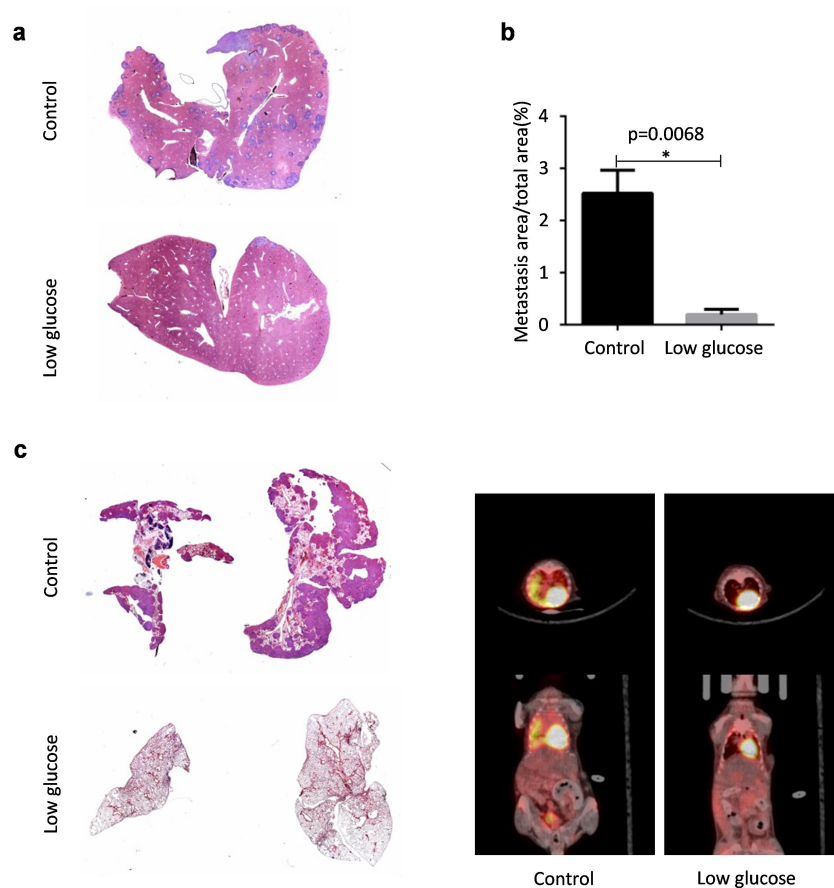 a
Control
Low glucose
b
Metastasis area/total area(%)
4
3
2
1
0
p=0.0068
*
Control
Low glucose
c
Control
Low glucose
Control
Low glucose